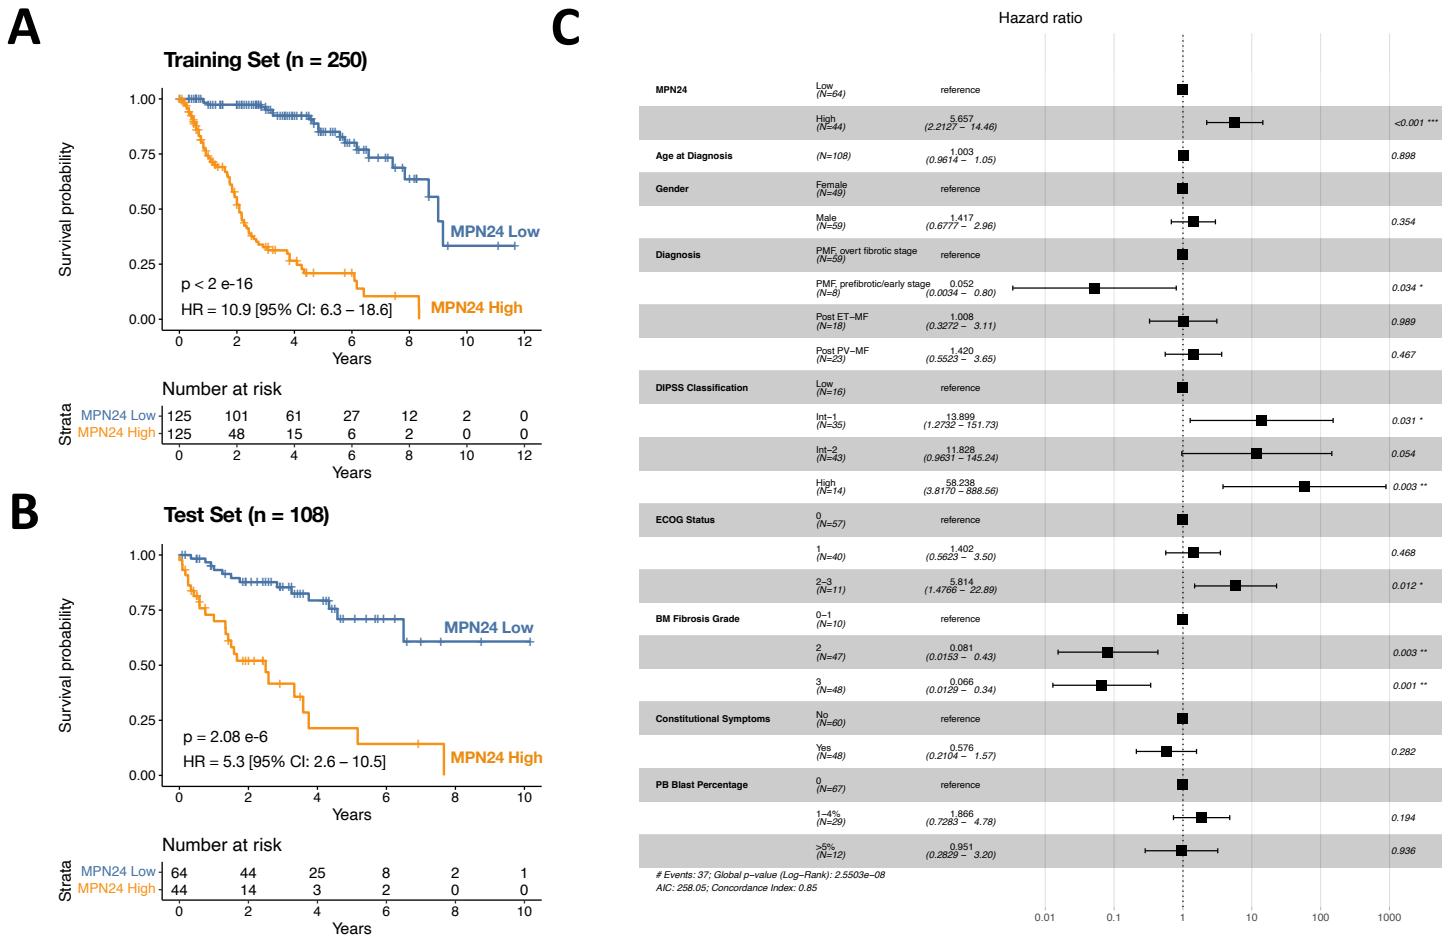 A
Training Set (n = 250)
Survival probability
1.00
0.75
0.50
0.25
0.00
MPN24 Low
MPN24 High
p < 2 e-16
HR = 10.9 [95% CI: 6.3 – 18.6]
0 2 4 6 8 10 12
Years
Number at risk
Strata
MPN24 Low 125 101 61 27 12 2 0
MPN24 High 125 48 15 6 2 0 0
0 2 4 6 8 10 12
Years
B
Test Set (n = 108)
Survival probability
1.00
0.75
0.50
0.25
0.00
MPN24 Low
MPN24 High
p = 2.08 e-6
HR = 5.3 [95% CI: 2.6 – 10.5]
0 2 4 6 8 10
Years
Number at risk
Strata
MPN24 Low 64 44 25 8 2 1
MPN24 High 44 14 3 2 0 0
0 2 4 6 8 10
Years
C
Hazard ratio
MPN24 Low (N=64) reference
High (N=44) 5.657 (2.2127 – 14.46) <0.001 ***
Age at Diagnosis (N=108) 1.003 (0.9614 – 1.05) 0.898
Gender Female (N=49) reference
Male (N=59) 1.417 (0.6777 – 2.96) 0.354
Diagnosis PMF, overt fibrotic stage (N=59) reference
PMF, prefibrotic/early stage (N=8) 0.052 (0.0034 – 0.80) 0.034 *
Post ET–MF (N=18) 1.008 (0.3272 – 3.11) 0.989
Post PV–MF (N=23) 1.420 (0.5523 – 3.65) 0.467
DIPSS Classification Low (N=16) reference
Int–1 (N=35) 13.899 (1.2732 – 151.73) 0.031 *
Int–2 (N=43) 11.828 (0.9631 – 145.24) 0.054
High (N=14) 58.238 (3.8170 – 888.56) 0.003 **
ECOG Status 0 (N=57) reference
1 (N=40) 1.402 (0.5623 – 3.50) 0.468
2–3 (N=11) 5.814 (1.4766 – 22.89) 0.012 *
BM Fibrosis Grade 0–1 (N=10) reference
2 (N=47) 0.081 (0.0153 – 0.43) 0.003 **
3 (N=48) 0.066 (0.0129 – 0.34) 0.001 **
Constitutional Symptoms No (N=60) reference
Yes (N=48) 0.576 (0.2104 – 1.57) 0.282
PB Blast Percentage 0 (N=67) reference
1–4% (N=29) 1.866 (0.7283 – 4.78) 0.194
>5% (N=12) 0.951 (0.2829 – 3.20) 0.936
# Events: 37; Global p–value (Log–Rank): 2.5503e–08
AIC: 258.05; Concordance Index: 0.85
0.01 0.1 1 10 100 1000